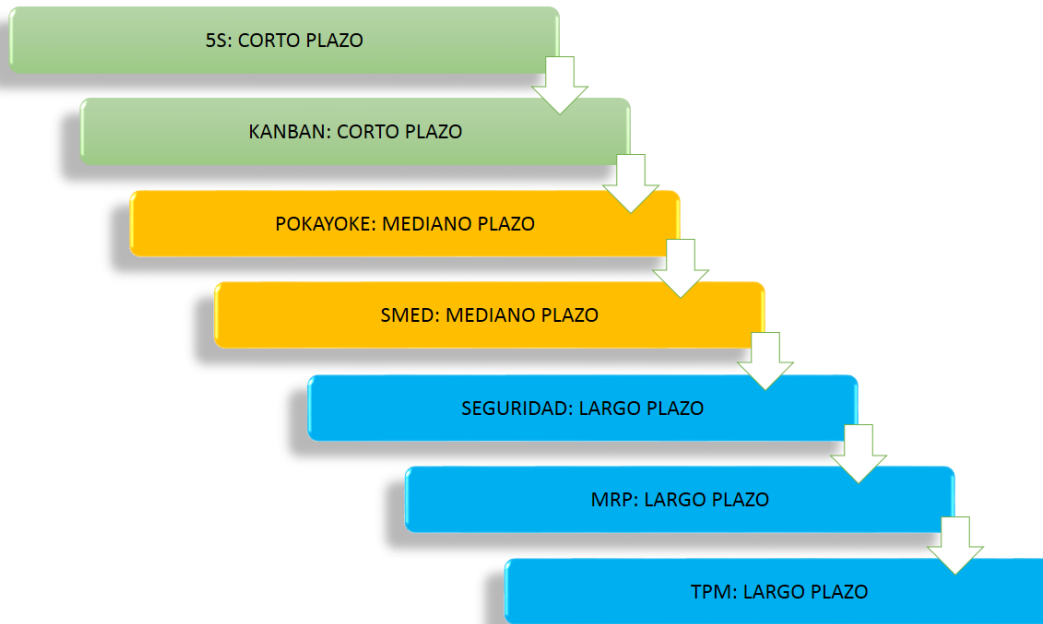 5S: CORTO PLAZO
KANBAN: CORTO PLAZO
POKAYOKE: MEDIANO PLAZO
SMED: MEDIANO PLAZO
SEGURIDAD: LARGO PLAZO
MRP: LARGO PLAZO
TPM: LARGO PLAZO